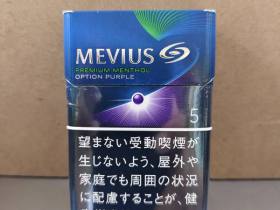 MEVIUS
PREMIUM MENTHOL
OPTION PURPLE
5
望まない受動喫煙が
生じないよう、屋外や
家庭でも周囲の状況
に配慮することが、健